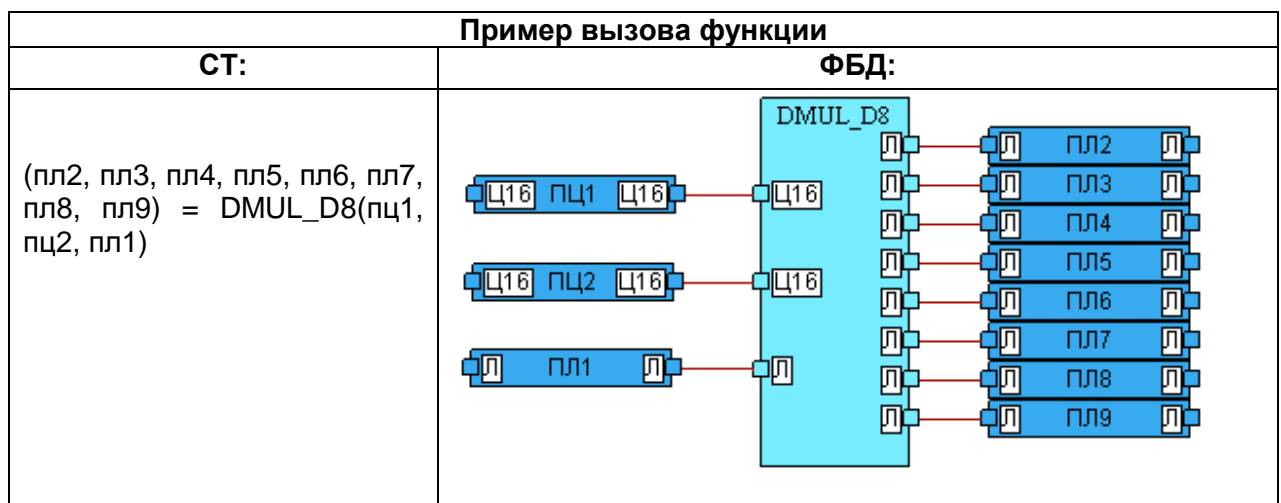 Пример вызова функции
СТ:
ФБД:
(пл2, пл3, пл4, пл5, пл6, пл7,
пл8, пл9) = DMUL_D8(пц1,
пц2, пл1)
DMUL_D8
Л Л ПЛ2 Л
Л Л ПЛ3 Л
Ц16 ПЦ1 Ц16 Ц16
Л Л ПЛ4 Л
Л Л ПЛ5 Л
Ц16 ПЦ2 Ц16 Ц16
Л Л ПЛ6 Л
Л Л ПЛ7 Л
Л ПЛ1 Л Л
Л Л ПЛ8 Л
Л Л ПЛ9 Л